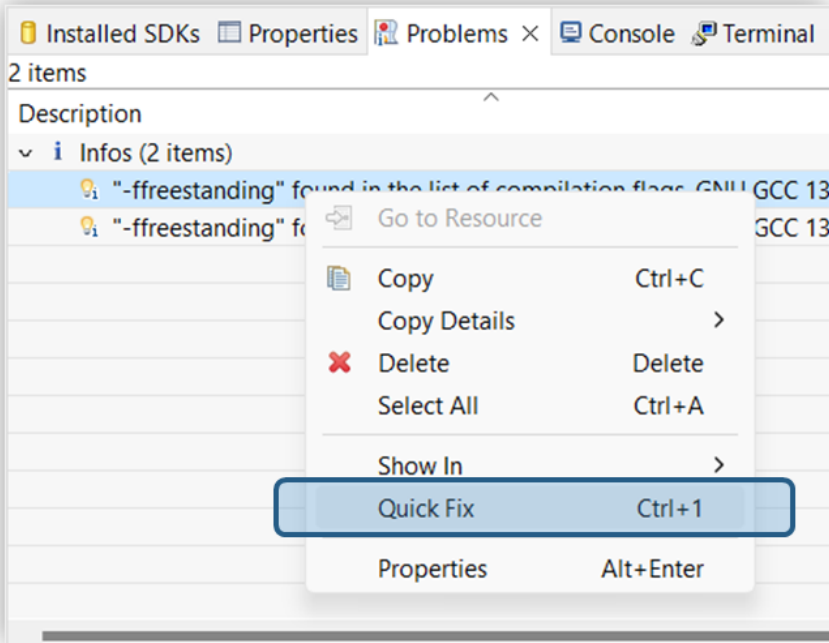 Installed SDKs Properties Problems Console Terminal
2 items
Description
Infos (2 items)
"-ffreestanding" found in the list of compilation flags. GNU GCC 13
"-ffreestanding" GCC 13
Go to Resource
Copy Ctrl+C
Copy Details
Delete Delete
Select All Ctrl+A
Show In
Quick Fix Ctrl+1
Properties Alt+Enter